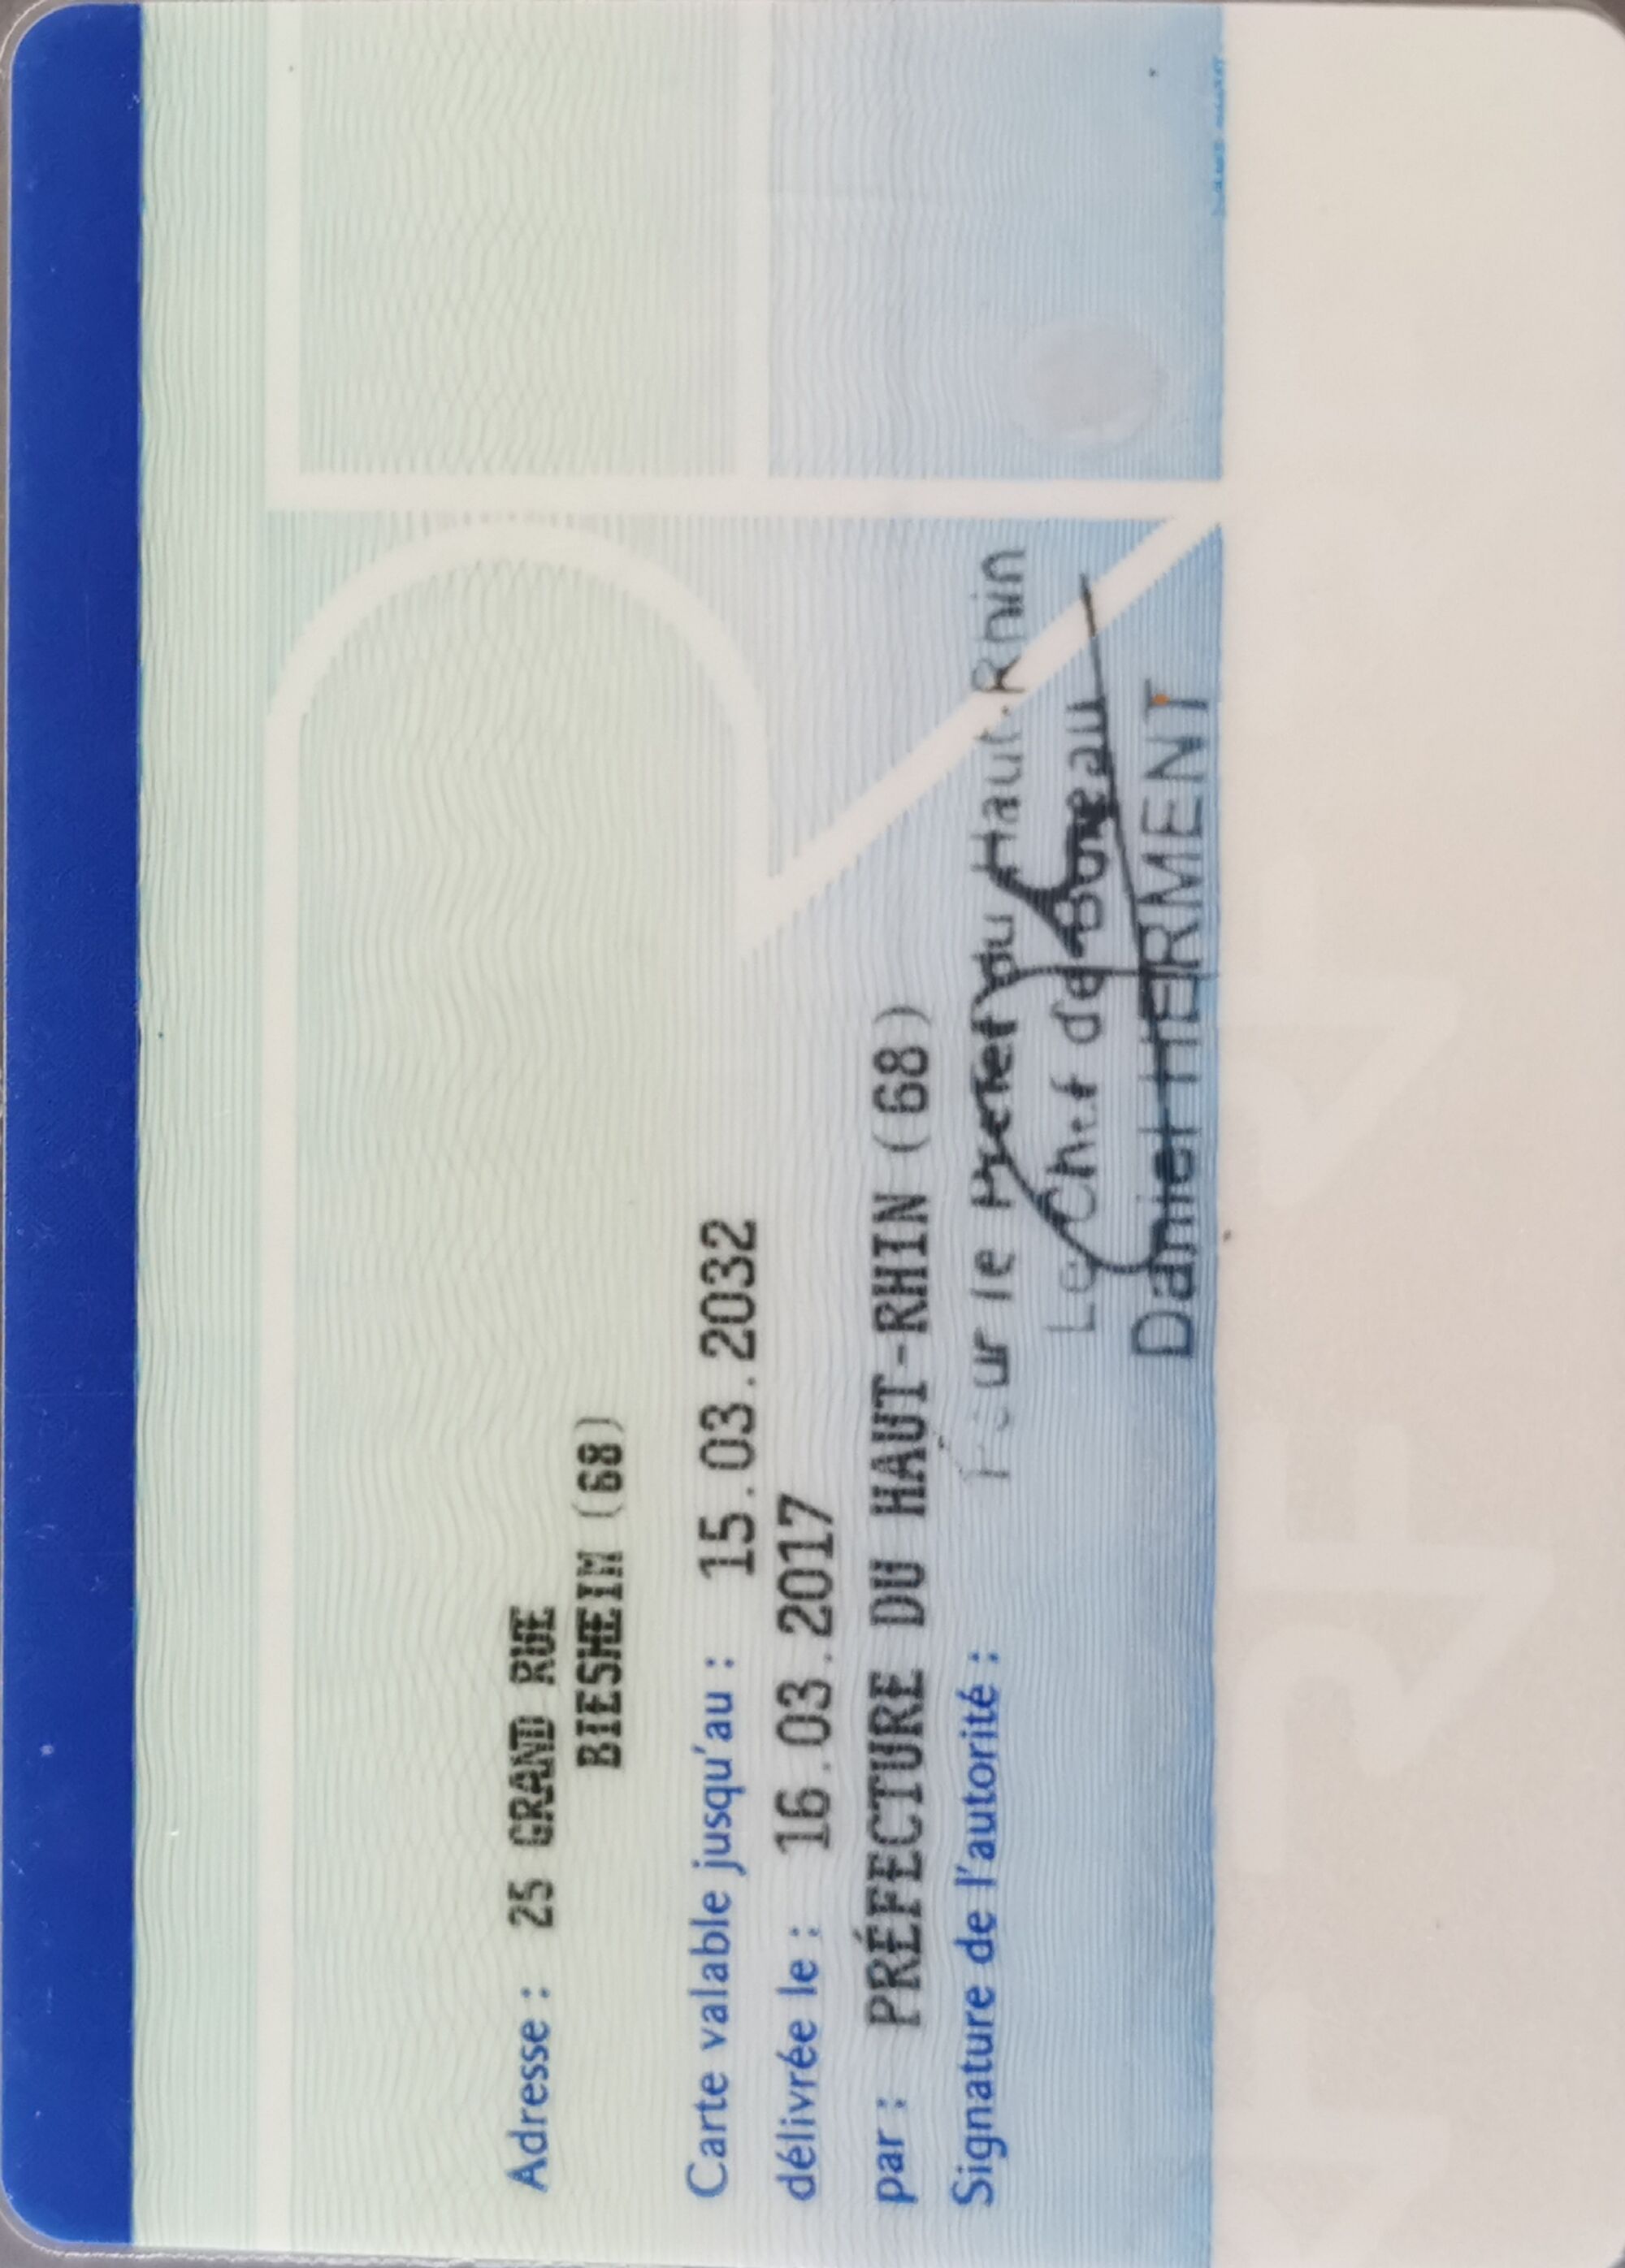 Adresse : 25 GRAND RUE
BIESHEIM (68)
Carte valable jusqu'au : 15.03.2032
délivrée le : 16.03.2017
par : PRÉFECTURE DU HAUT-RHIN (68)
Signature de l'autorité :
Pour le Préfet du Haut-Rhin
Le Chef de Bureau
Daniel HERMENT